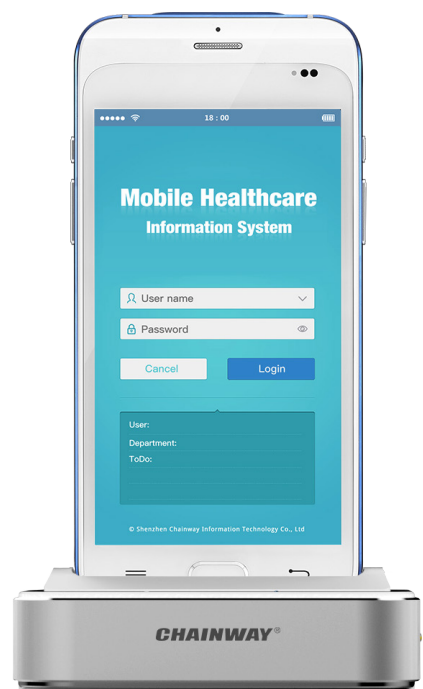 18:00
Mobile Healthcare
Information System
User name
Password
Cancel
Login
User:
Department:
ToDo:
© Shenzhen Chainway Information Technology Co., Ltd
CHAINWAY®